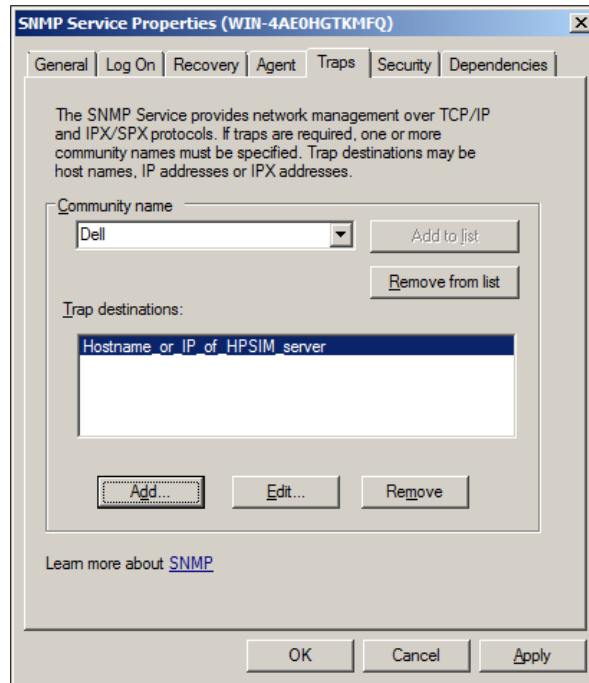 SNMP Service Properties (WIN-4AE0HGTKMFQ)
General Log On Recovery Agent Traps Security Dependencies
The SNMP Service provides network management over TCP/IP
and IPX/SPX protocols. If traps are required, one or more
community names must be specified. Trap destinations may be
host names, IP addresses or IPX addresses.
Community name
Dell
Add to list
Remove from list
Trap destinations:
Hostname_or_IP_of_HPSIM_server
Add... Edit... Remove
Learn more about SNMP
OK Cancel Apply